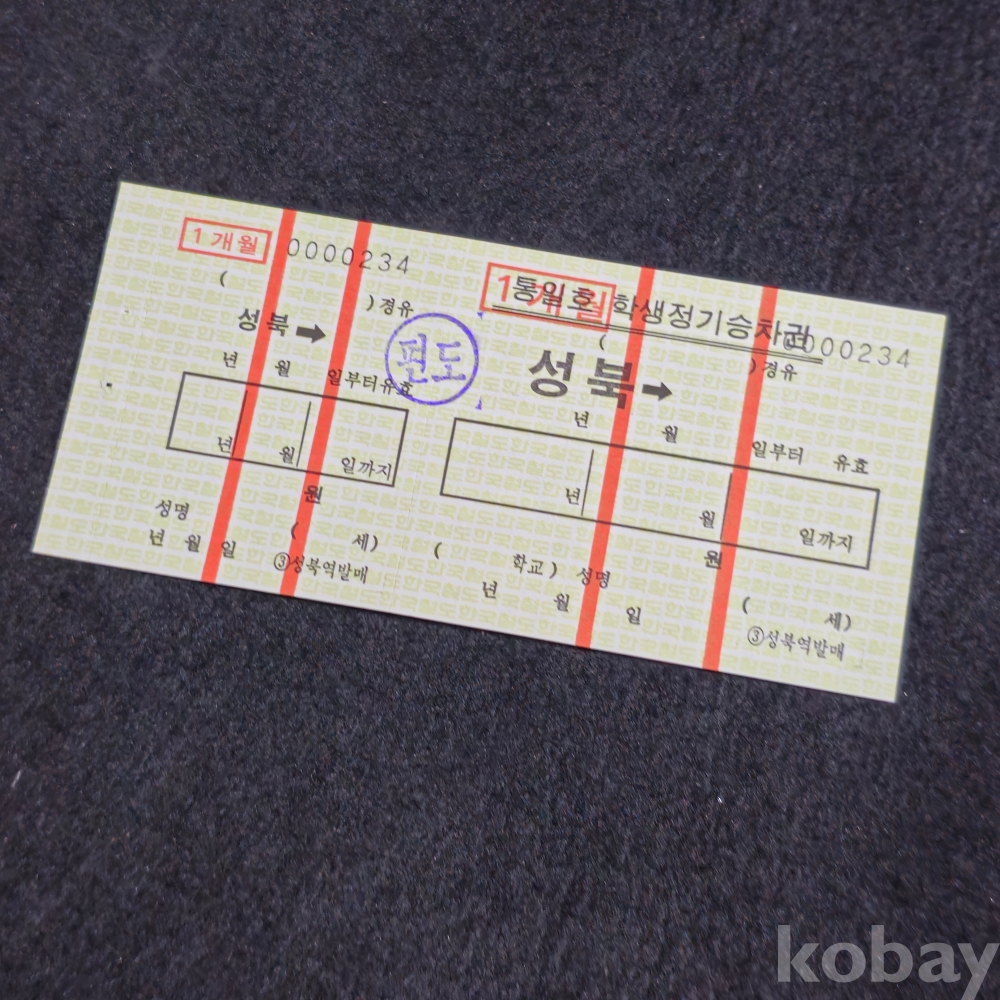 1개월 0000234
( )경유
성북→
편도
년 월 일부터유효
년 월 일까지
원
성명 ( 세)
년 월 일 ③성북역발매
1개월
통일호 학생정기승차권
0000234
( )경유
성북→
년 월 일부터 유효
년 월 일까지
원
( 학교) 성명 ( 세)
년 월 일 ③성북역발매
한국철도
kobay